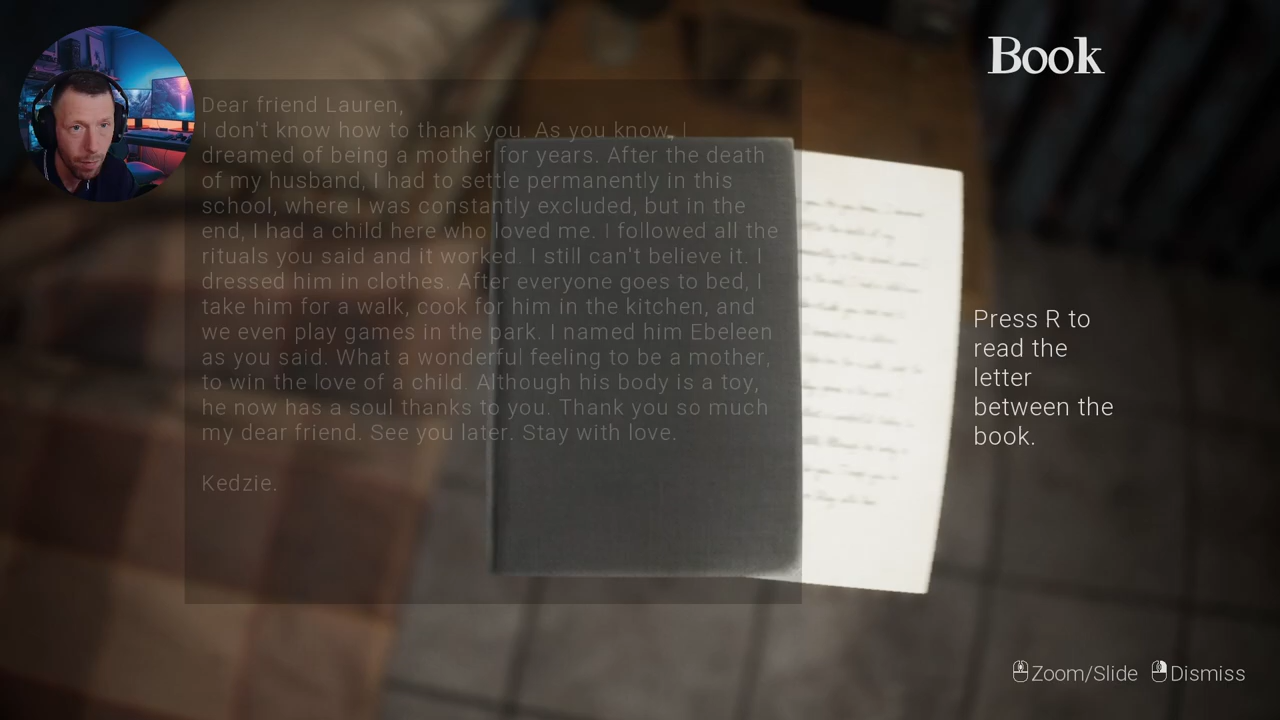 Book
Dear friend Lauren,
I don't know how to thank you. As you know, I
dreamed of being a mother for years. After the death
of my husband, I had to settle permanently in this
school, where I was constantly excluded, but in the
end, I had a child here who loved me. I followed all the
rituals you said and it worked. I still can't believe it. I
dressed him in clothes. After everyone goes to bed, I
take him for a walk, cook for him in the kitchen, and
we even play games in the park. I named him Ebeleen
as you said. What a wonderful feeling to be a mother,
to win the love of a child. Although his body is a toy,
he now has a soul thanks to you. Thank you so much
my dear friend. See you later. Stay with love.
Kedzie.
Press R to
read the
letter
between the
book.
Zoom/Slide Dismiss